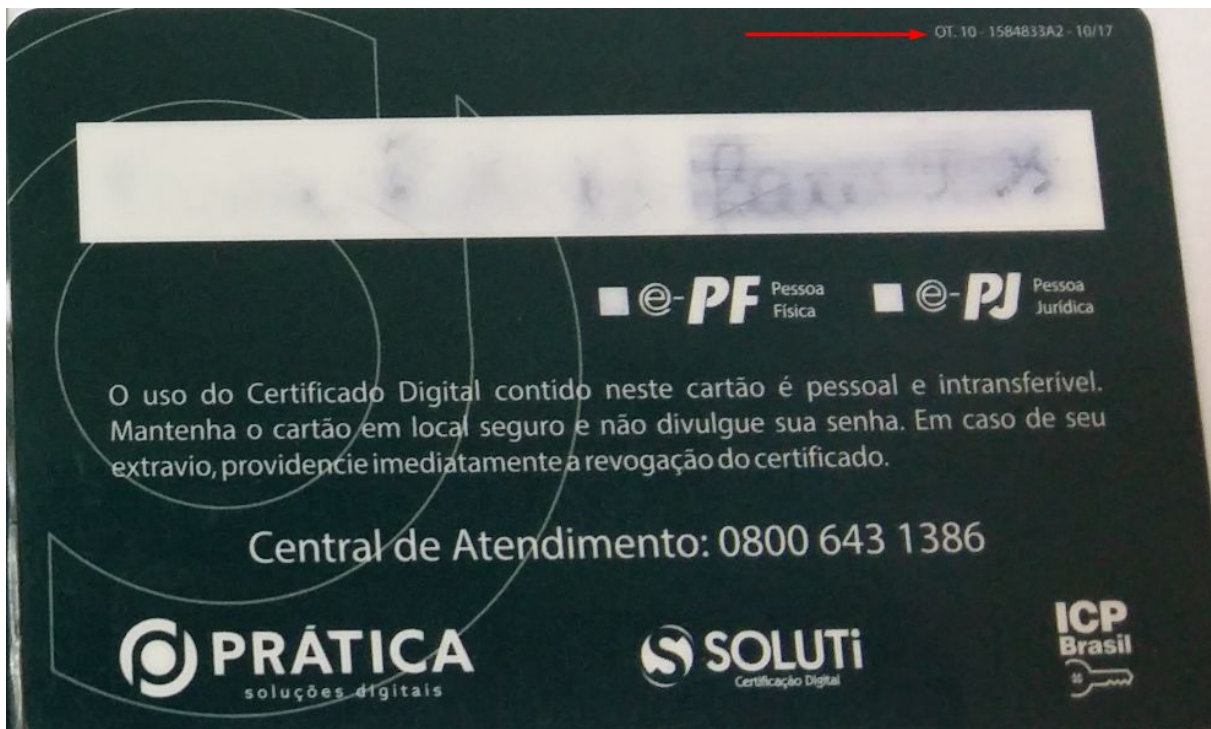 OT. 10 - 1584833A2 - 10/17
e-PF Pessoa Física
e-PJ Pessoa Jurídica
O uso do Certificado Digital contido neste cartão é pessoal e intransferível.
Mantenha o cartão em local seguro e não divulgue sua senha. Em caso de seu
extravio, providencie imediatamente a revogação do certificado.
Central de Atendimento: 0800 643 1386
PRÁTICA
soluções digitais
SOLUTi
Certificação Digital
ICP
Brasil